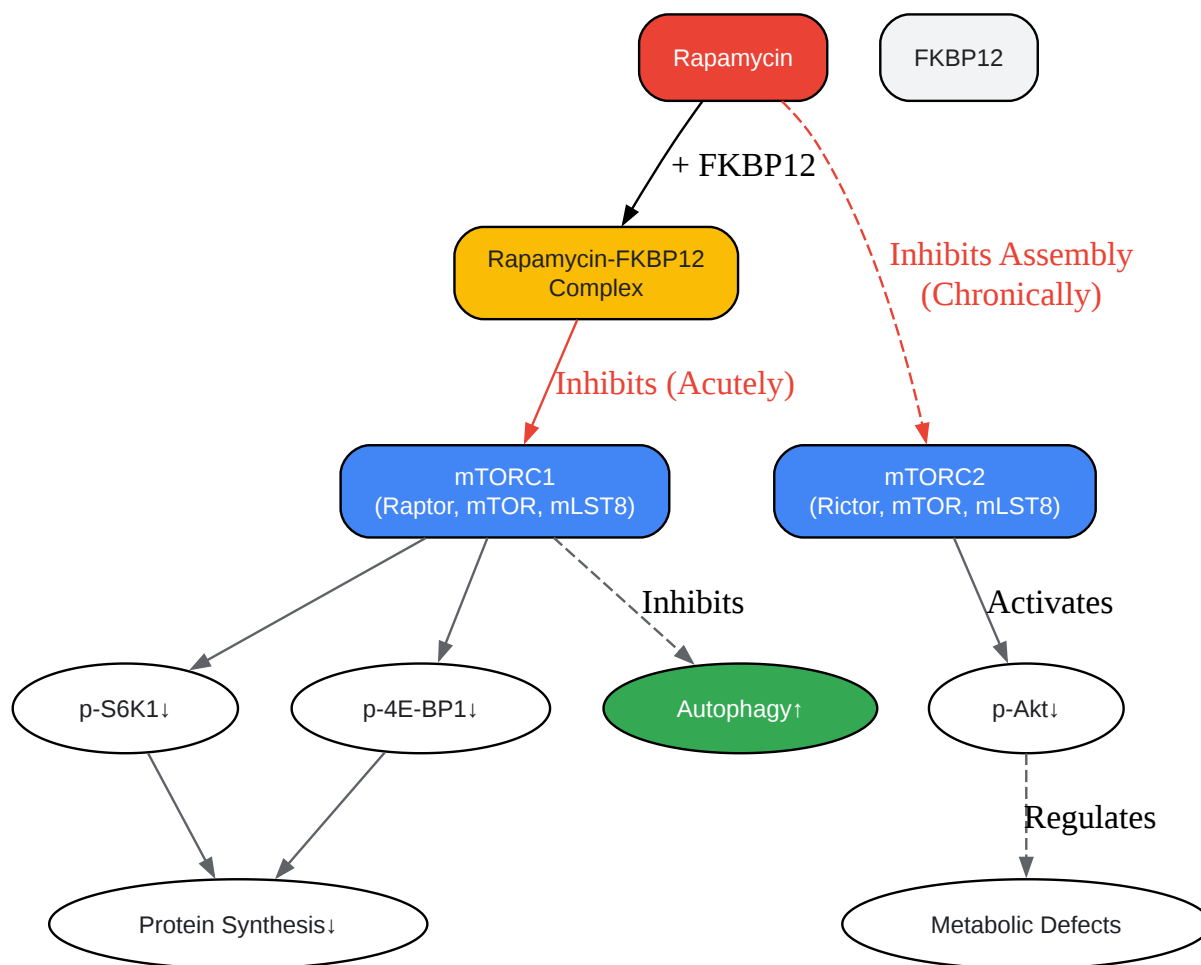 Rapamycin
FKBP12
+ FKBP12
Rapamycin-FKBP12
Complex
Inhibits Assembly
(Chronically)
Inhibits (Acutely)
mTORC1
(Raptor, mTOR, mLST8)
mTORC2
(Rictor, mTOR, mLST8)
Inhibits
Activates
p-S6K1↓
p-4E-BP1↓
Autophagy↑
p-Akt↓
Regulates
Protein Synthesis↓
Metabolic Defects